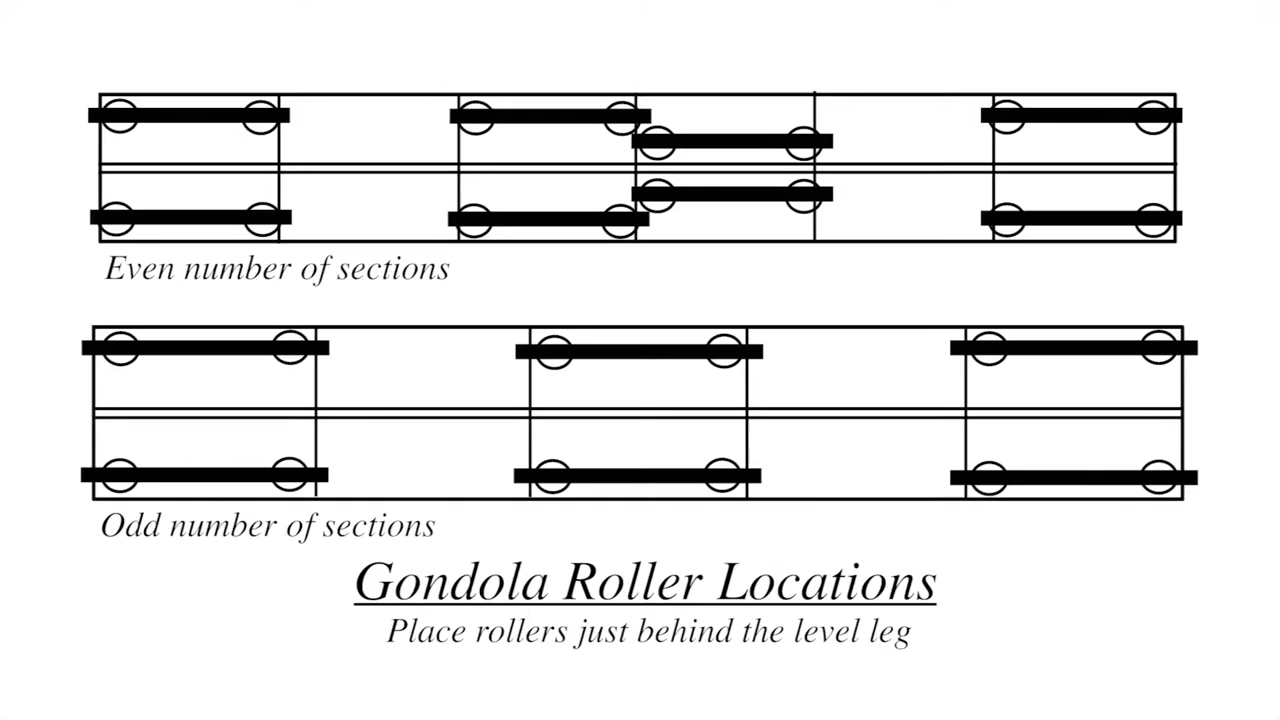 Even number of sections
Odd number of sections
Gondola Roller Locations
Place rollers just behind the level leg